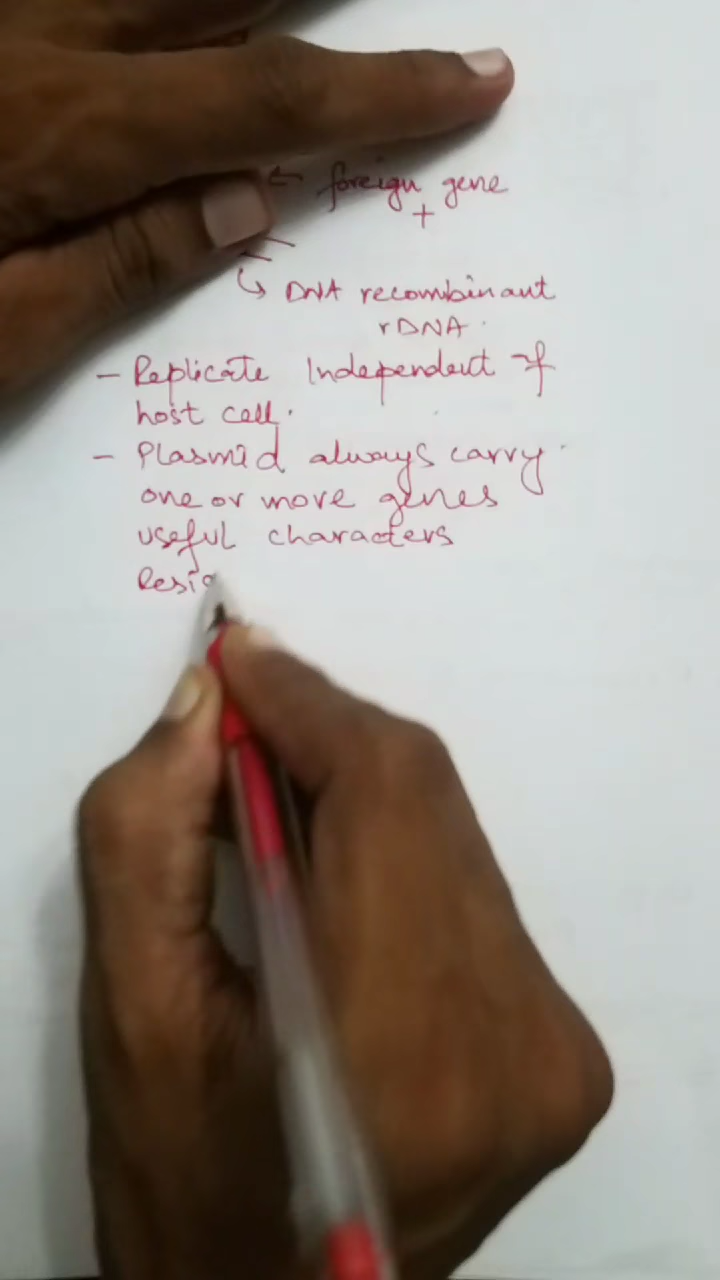 ← foreign gene
+
↳ DNA recombinant
rDNA.
- Replicate Independent of
host cell.
- Plasmid always carry
one or more genes
useful characters